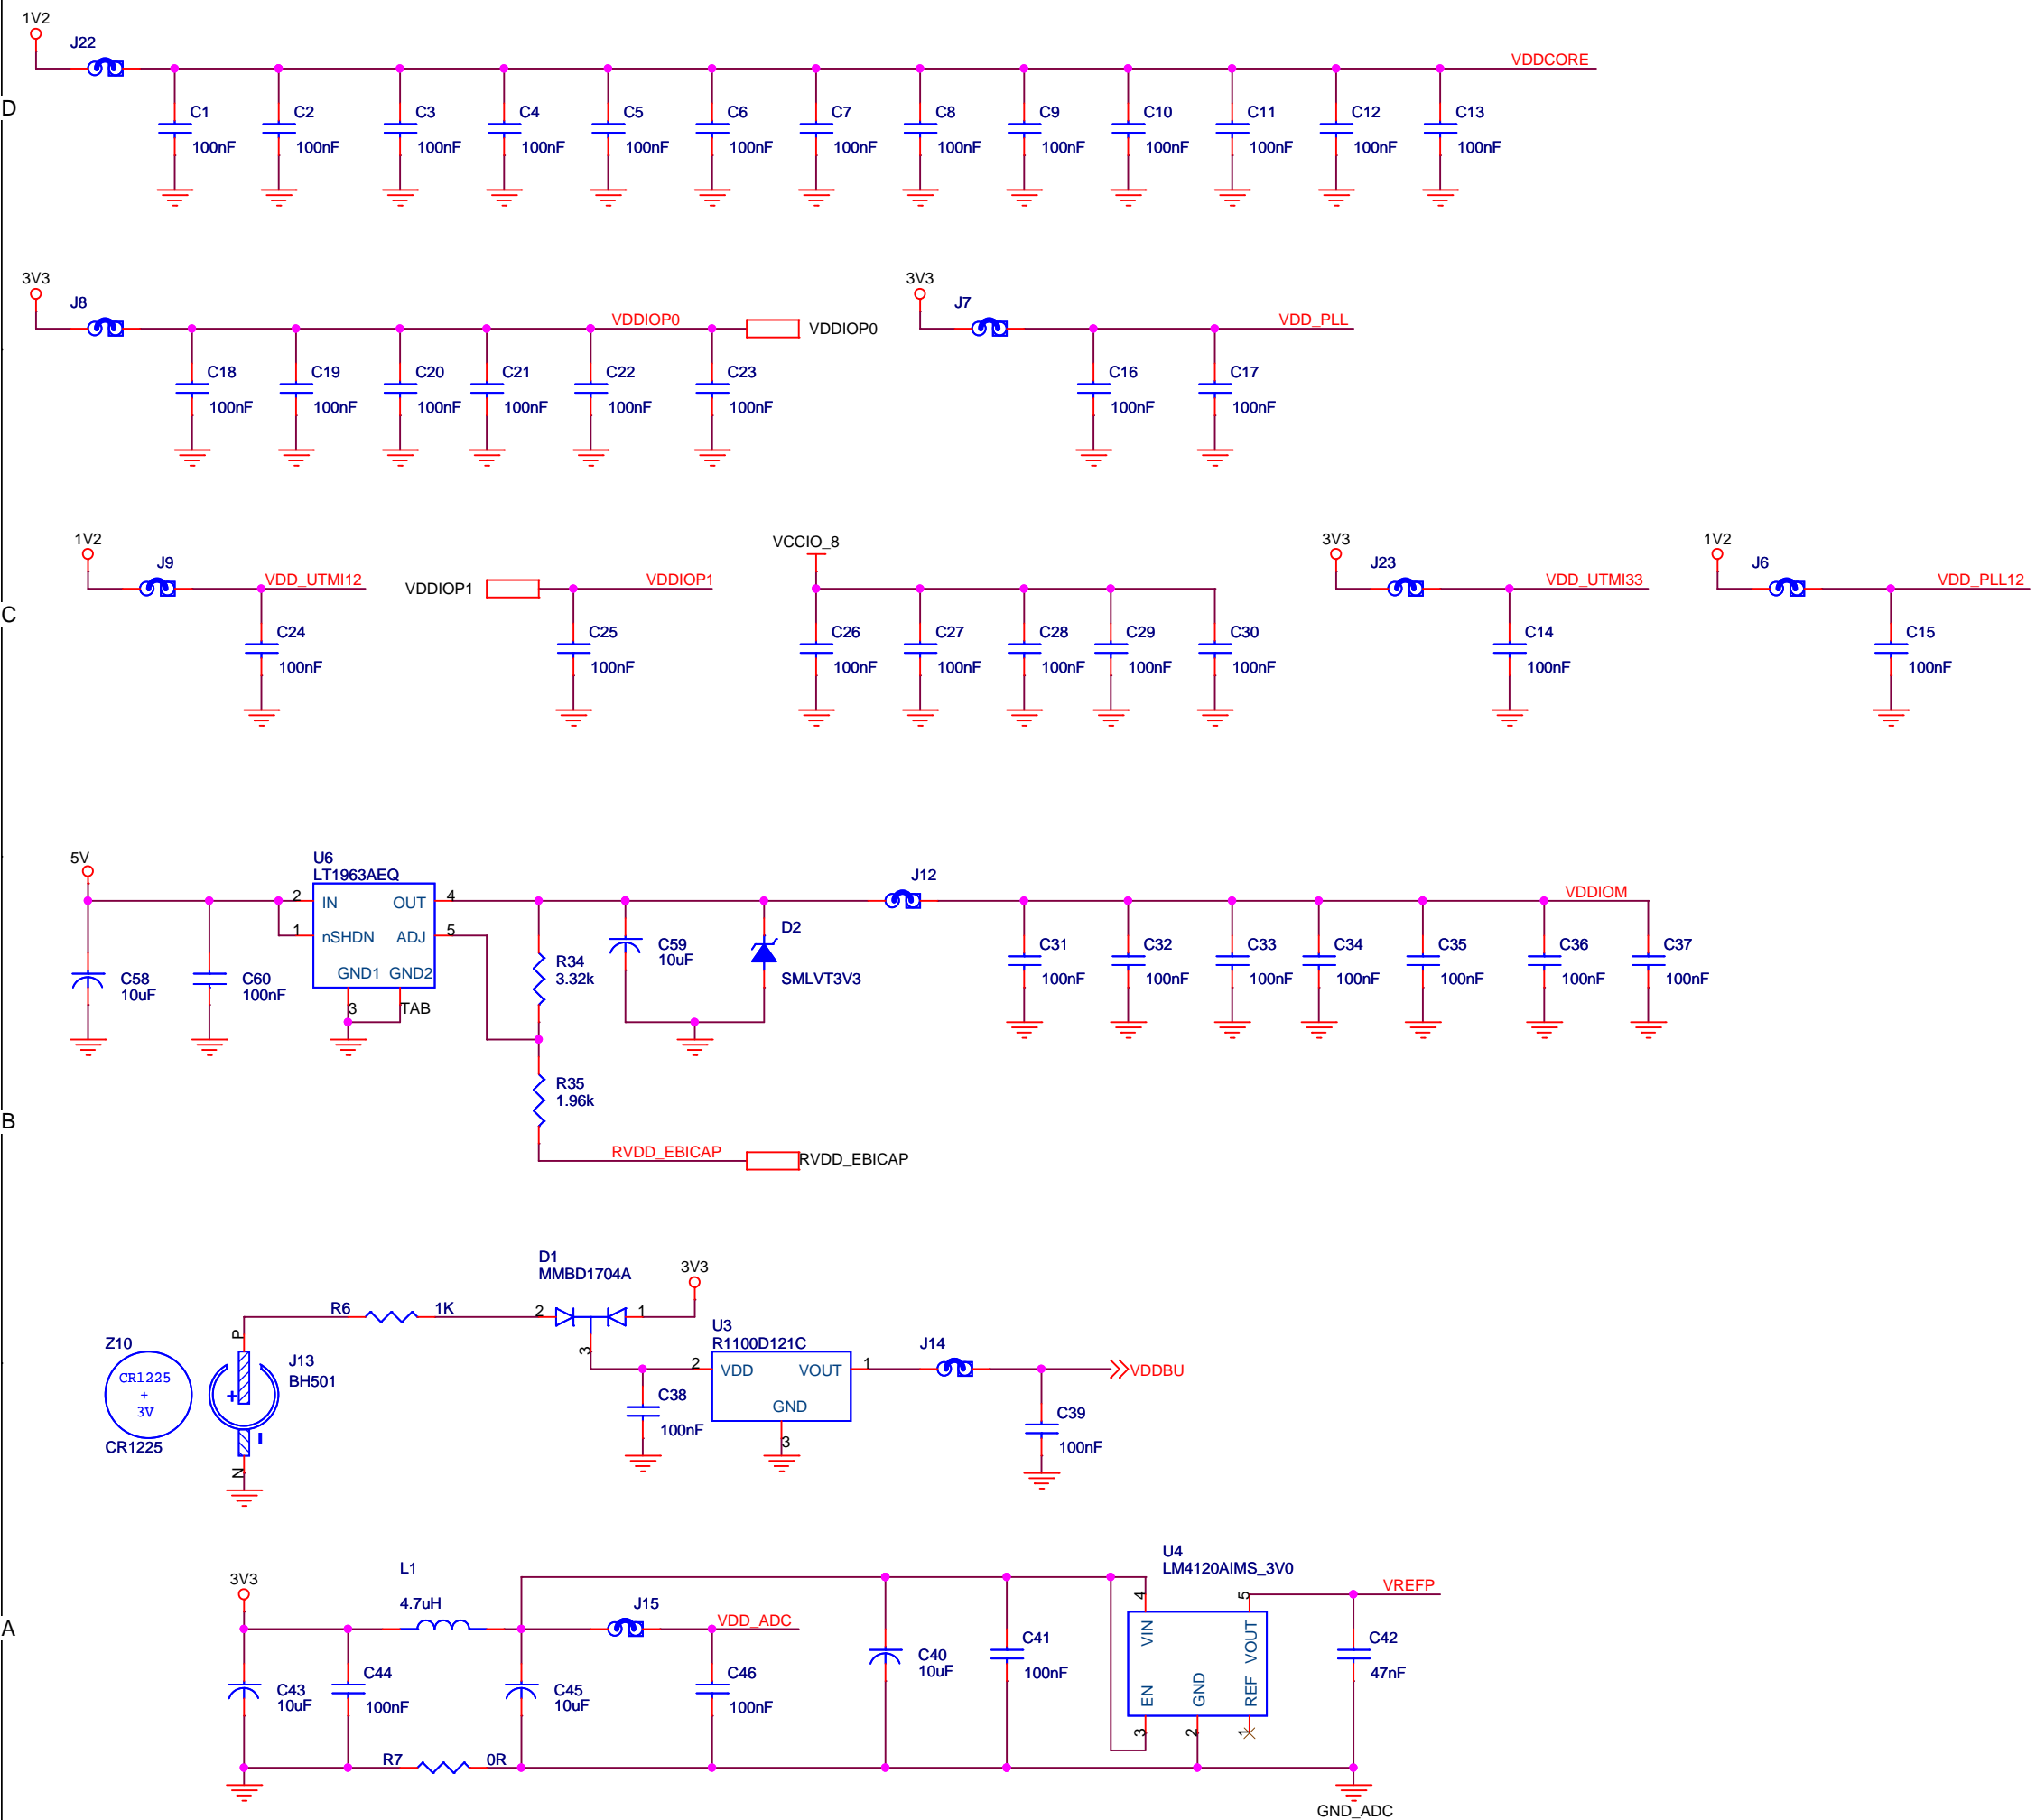 1V2
J22
VDDCORE
D
C1 C2 C3 C4 C5 C6 C7 C8 C9 C10 C11 C12 C13
100nF 100nF 100nF 100nF 100nF 100nF 100nF 100nF 100nF 100nF 100nF 100nF 100nF
3V3 3V3
J8 J7
VDDIOP0 VDDIOP0 VDD_PLL
C18 C19 C20 C21 C22 C23 C16 C17
100nF 100nF 100nF 100nF 100nF 100nF 100nF 100nF
1V2 VCCIO_8 3V3 1V2
J9 J23 J6
VDD_UTMI12 VDDIOP1 VDDIOP1 VDD_UTMI33 VDD_PLL12
C
C24 C25 C26 C27 C28 C29 C30 C14 C15
100nF 100nF 100nF 100nF 100nF 100nF 100nF 100nF 100nF
5V
U6
LT1963AEQ
J12
VDDIOM
2 IN OUT 4
1 nSHDN ADJ 5
GND1 GND2
3 TAB
C58
10uF
C60
100nF
R34
3.32k
C59
10uF
D2
SMLVT3V3
C31 C32 C33 C34 C35 C36 C37
100nF 100nF 100nF 100nF 100nF 100nF 100nF
R35
1.96k
B
RVDD_EBICAP RVDD_EBICAP
D1
MMBD1704A
3V3
R6 1K
2 1
3
U3
R1100D121C
2 VDD VOUT 1
GND
3
J14
VDDBU
Z10
CR1225
+
3V
CR1225
P
J13
BH501
+
-
N
C38
100nF
C39
100nF
U4
LM4120AIMS_3V0
3V3
L1
4.7uH
J15
VDD_ADC
VREFP
A
4 5
VIN VOUT
EN GND REF
3 2 1
C43
10uF
C44
100nF
C45
10uF
C46
100nF
C40
10uF
C41
100nF
C42
47nF
R7 0R
GND_ADC